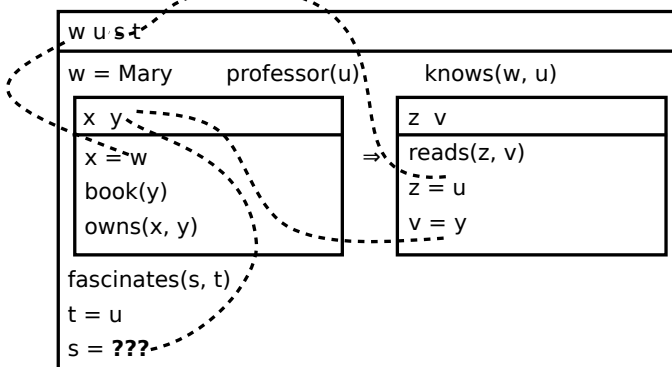 w u s t
w = Mary professor(u) knows(w, u)
x y
x = w
book(y)
owns(x, y)
⇒
z v
reads(z, v)
z = u
v = y
fascinates(s, t)
t = u
s = ???